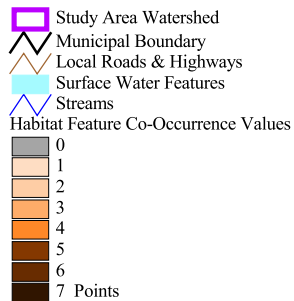 Study Area Watershed
Municipal Boundary
Local Roads & Highways
Surface Water Features
Streams
Habitat Feature Co-Occurrence Values
0
1
2
3
4
5
6
7 Points